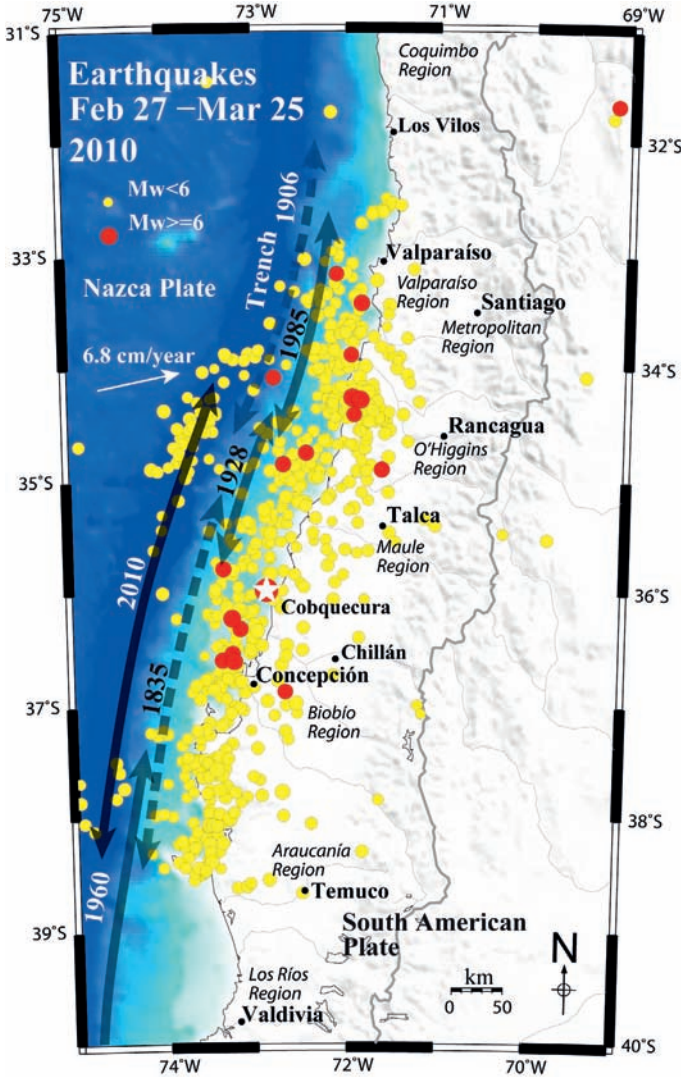 75°W
73°W
71°W
69°W
31°S
Coquimbo
Region
Earthquakes
Feb 27 –Mar 25
2010
Los Vilos
32°S
Mw<6
Mw>=6
Trench 1906
33°S
Valparaíso
Nazca Plate
Valparaíso
Region
Santiago
Metropolitan
Region
1985
6.8 cm/year
34°S
Rancagua
O'Higgins
Region
1928
35°S
Talca
Maule
Region
2010
36°S
Cobquecura
Chillán
1835
Concepción
37°S
Biobío
Region
38°S
Araucanía
Region
Temuco
1960
South American
Plate
39°S
N
km
0 50
Los Ríos
Region
Valdivia
40°S
74°W
72°W
70°W